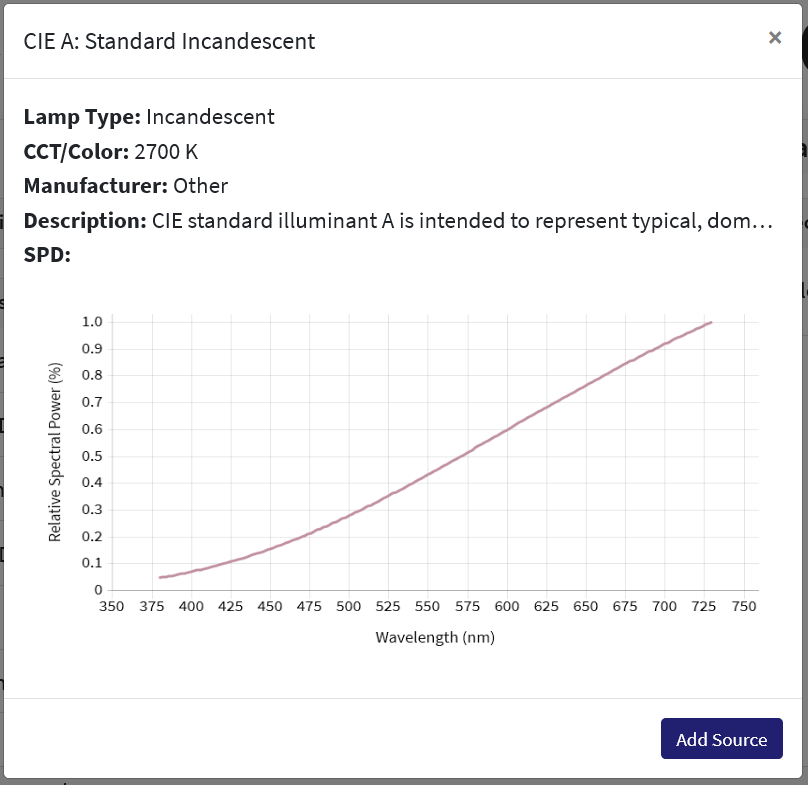 CIE A: Standard Incandescent
×
Lamp Type: Incandescent
CCT/Color: 2700 K
Manufacturer: Other
Description: CIE standard illuminant A is intended to represent typical, dom...
SPD:
1.0
0.9
0.8
0.7
0.6
0.5
0.4
0.3
0.2
0.1
0
Relative Spectral Power (%)
350 375 400 425 450 475 500 525 550 575 600 625 650 675 700 725 750
Wavelength (nm)
Add Source